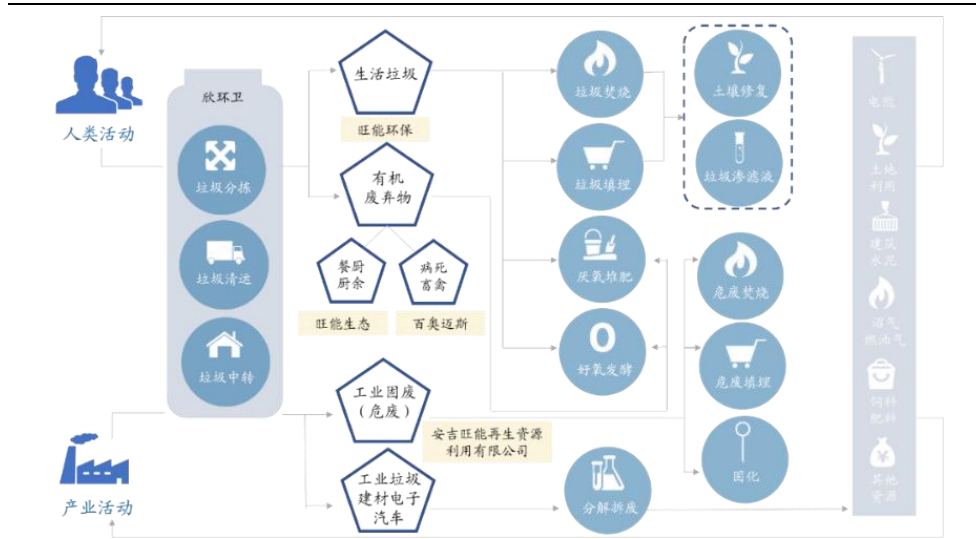 人类活动
产业活动
欣环卫
垃圾分拣
垃圾清运
垃圾中转
生活垃圾
旺能环保
有机
废弃物
餐厨
厨余
病死
畜禽
旺能生态
百奥迈斯
工业固废
（危废）
安吉旺能再生资源
利用有限公司
工业垃圾
建材电子
汽车
垃圾焚烧
垃圾填埋
厌氧堆肥
好氧发酵
分解拆废
土壤修复
垃圾渗滤液
危废焚烧
危废填埋
固化
电能
土地
利用
建筑
水泥
沼气
燃油气
饲料
肥料
其他
资源